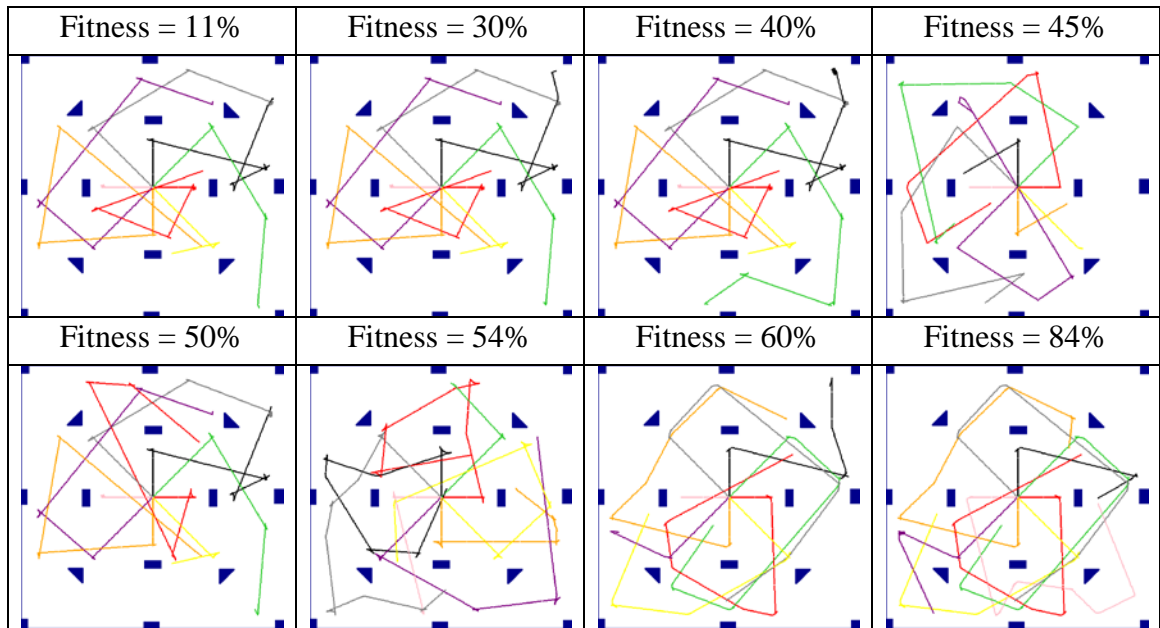 Fitness = 11%
Fitness = 30%
Fitness = 40%
Fitness = 45%
Fitness = 50%
Fitness = 54%
Fitness = 60%
Fitness = 84%